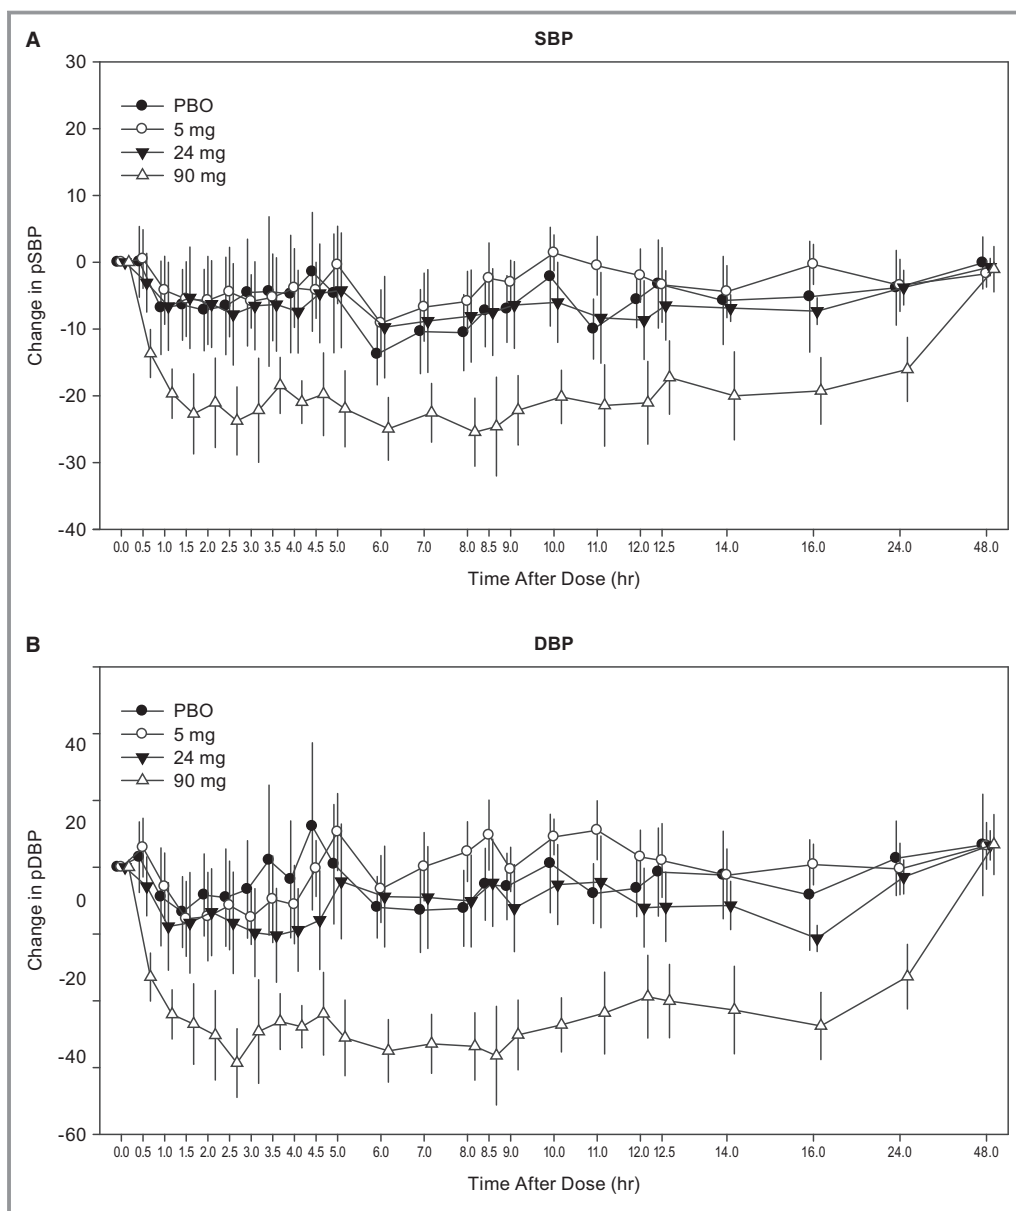 A
SBP
30
20
10
0
-10
-20
-30
-40
Change in pSBP
PBO
5 mg
24 mg
90 mg
0.0 0.5 1.0 1.5 2.0 2.5 3.0 3.5 4.0 4.5 5.0 6.0 7.0 8.0 8.5 9.0 10.0 11.0 12.0 12.5 14.0 16.0 24.0 48.0
Time After Dose (hr)
B
DBP
40
20
0
-20
-40
-60
Change in pDBP
PBO
5 mg
24 mg
90 mg
0.0 0.5 1.0 1.5 2.0 2.5 3.0 3.5 4.0 4.5 5.0 6.0 7.0 8.0 8.5 9.0 10.0 11.0 12.0 12.5 14.0 16.0 24.0 48.0
Time After Dose (hr)